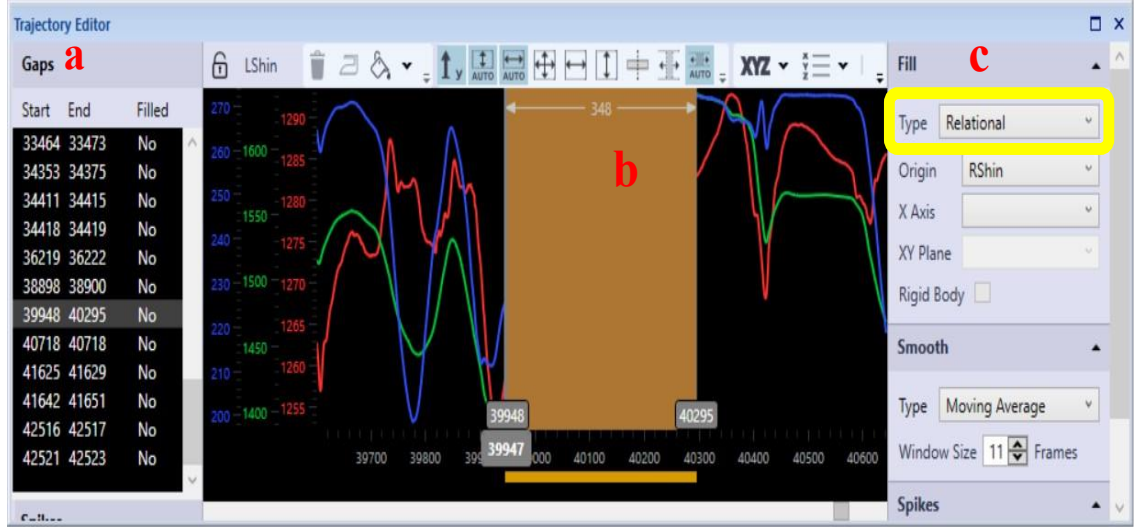 Trajectory Editor
Gaps a
LShin
AUTO AUTO AUTO
y
XYZ
X
Y
Z
Fill c
Start End Filled
33464 33473 No
34353 34375 No
34411 34415 No
34418 34419 No
36219 36222 No
38898 38900 No
39948 40295 No
40718 40718 No
41625 41629 No
41642 41651 No
42516 42517 No
42521 42523 No
270 1290
260 1600 1285
250 1280
1550
240 1275
230 1500 1270
220 1265
1450
210 1260
200 1400 1255
348
b
39948 40295
39947
39700 39800 399 000 40100 40200 40300 40400 40500 40600
Type Relational
Origin RShin
X Axis
XY Plane
Rigid Body
Smooth
Type Moving Average
Window Size 11 Frames
Spikes